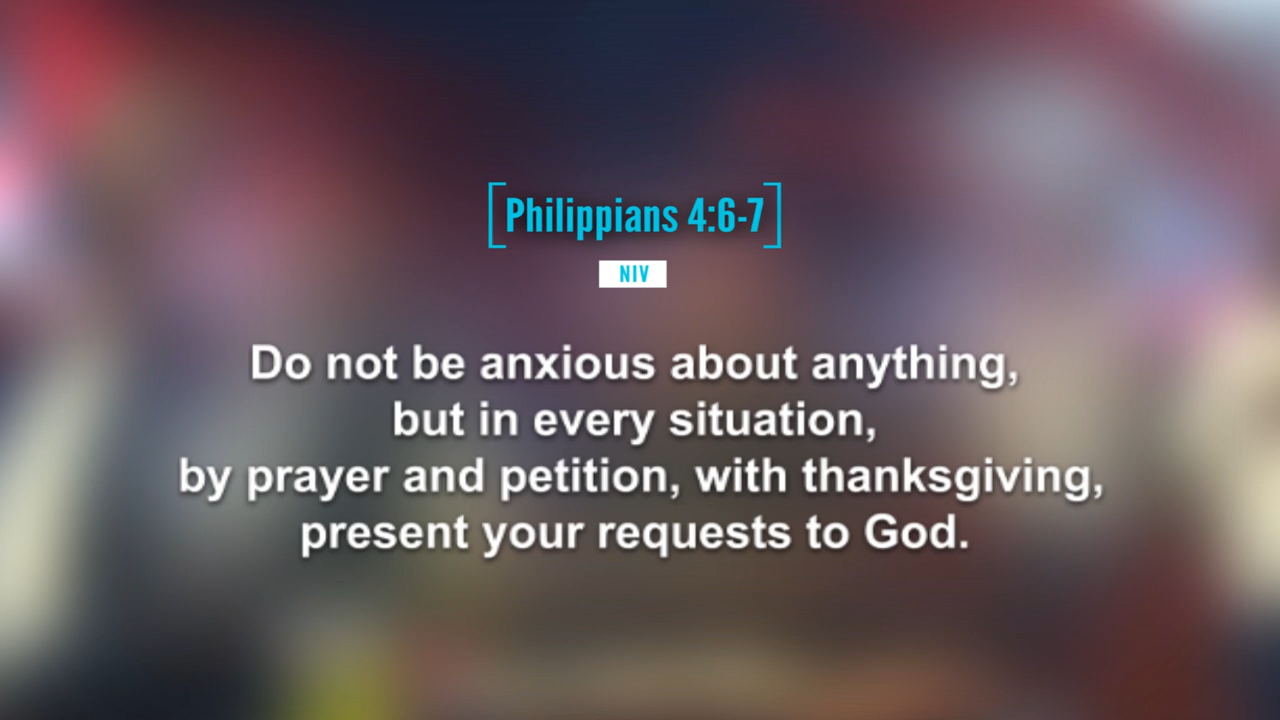 [Philippians 4:6-7]
NIV
Do not be anxious about anything,
but in every situation,
by prayer and petition, with thanksgiving,
present your requests to God.